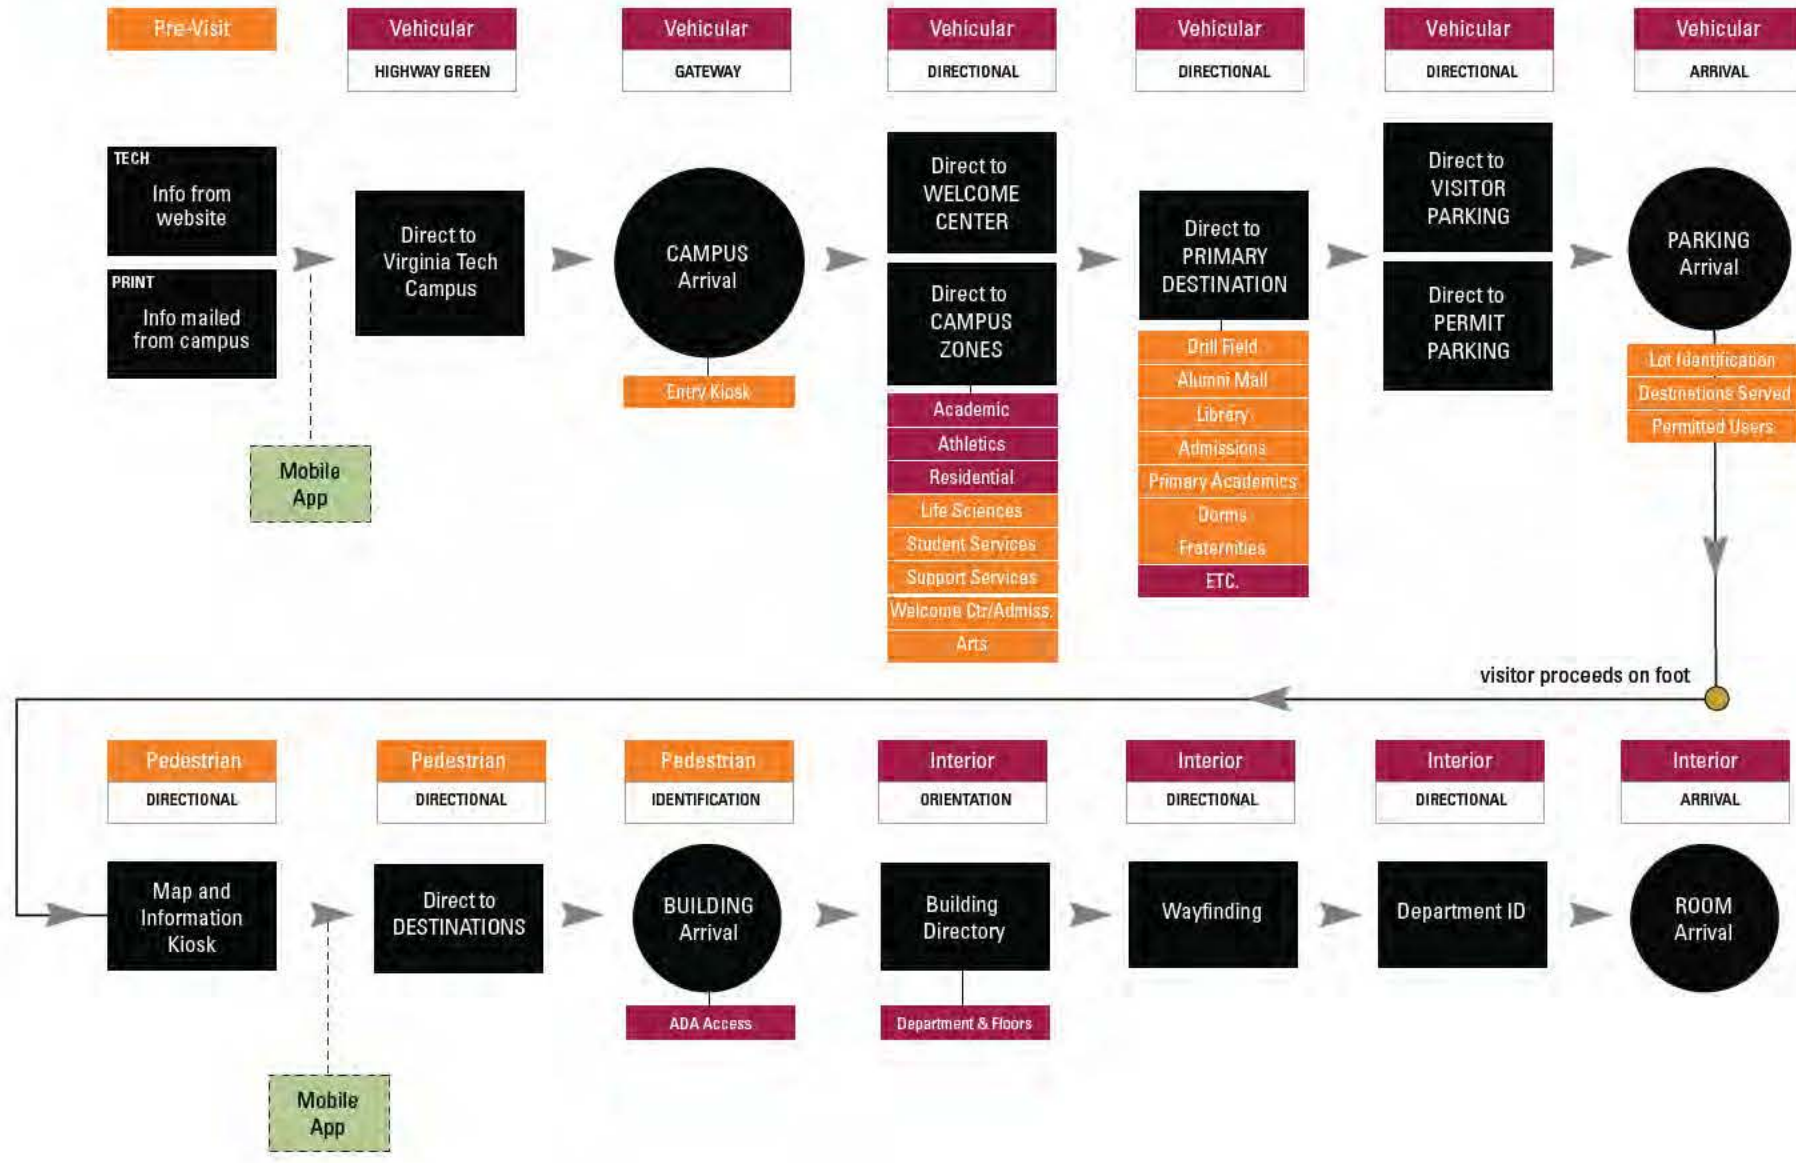 Pre-Visit
Vehicular
HIGHWAY GREEN
Vehicular
GATEWAY
Vehicular
DIRECTIONAL
Vehicular
DIRECTIONAL
Vehicular
DIRECTIONAL
Vehicular
ARRIVAL
TECH
Info from
website
PRINT
Info mailed
from campus
Mobile
App
Direct to
Virginia Tech
Campus
CAMPUS
Arrival
Entry Kiosk
Direct to
WELCOME
CENTER
Direct to
CAMPUS
ZONES
Academic
Athletics
Residential
Life Sciences
Student Services
Support Services
Welcome Ctr/Admiss.
Arts
Direct to
PRIMARY
DESTINATION
Drill Field
Alumni Mall
Library
Admissions
Primary Academics
Dorms
Fraternities
ETC.
Direct to
VISITOR
PARKING
Direct to
PERMIT
PARKING
PARKING
Arrival
Lot Identification
Destinations Served
Permitted Users
visitor proceeds on foot
Pedestrian
DIRECTIONAL
Pedestrian
DIRECTIONAL
Pedestrian
IDENTIFICATION
Interior
ORIENTATION
Interior
DIRECTIONAL
Interior
DIRECTIONAL
Interior
ARRIVAL
Map and
Information
Kiosk
Mobile
App
Direct to
DESTINATIONS
BUILDING
Arrival
ADA Access
Building
Directory
Department & Floors
Wayfinding
Department ID
ROOM
Arrival